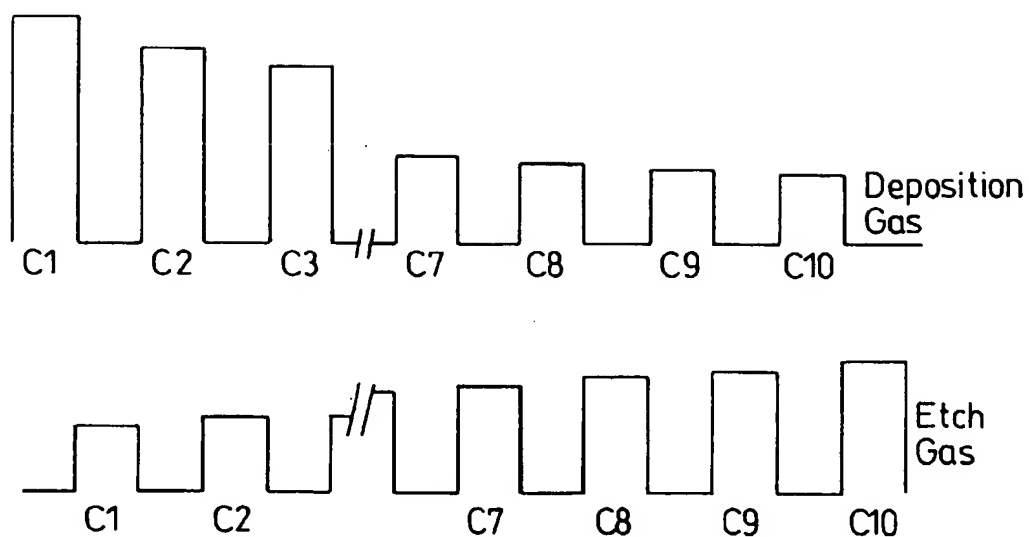 C1 C2 C3 C7 C8 C9 C10
Deposition
Gas
C1 C2 C7 C8 C9 C10
Etch
Gas